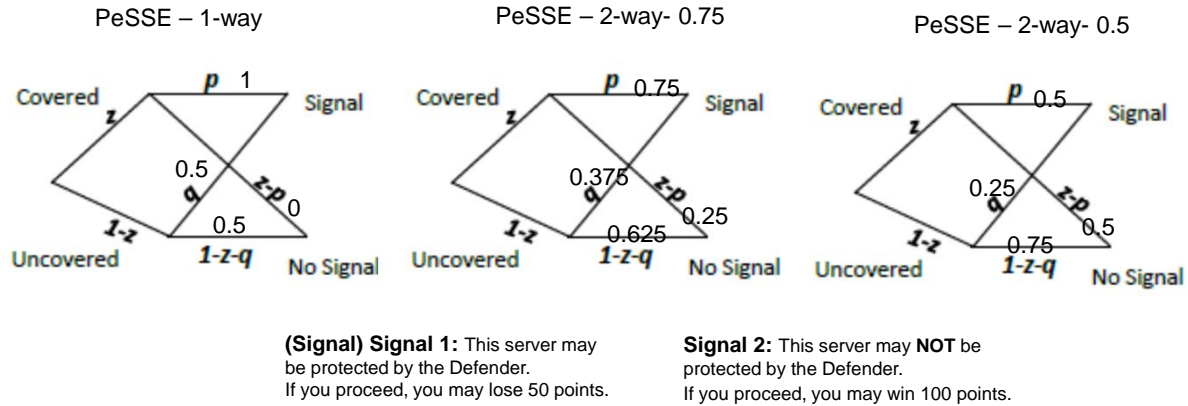 PeSSE – 1-way
PeSSE – 2-way- 0.75
PeSSE – 2-way- 0.5
Covered
z
p 1
Signal
0.5
q
z-p
0
0.5
1-z
Uncovered
1-z-q
No Signal
Covered
z
p 0.75
Signal
0.375
q
z-p
0.25
0.625
1-z
Uncovered
1-z-q
No Signal
Covered
z
p 0.5
Signal
0.25
q
z-p
0.5
0.75
1-z
Uncovered
1-z-q
No Signal
(Signal) Signal 1: This server may
be protected by the Defender.
If you proceed, you may lose 50 points.
Signal 2: This server may NOT be
protected by the Defender.
If you proceed, you may win 100 points.